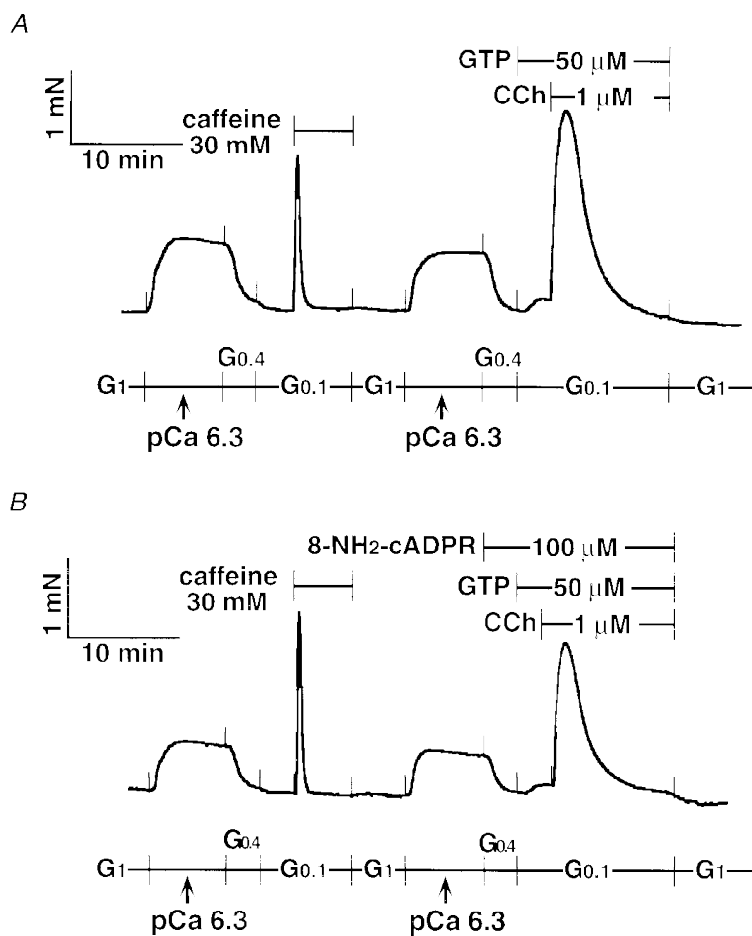 A
GTP 50 µM
CCh 1 µM
1 mN
10 min
caffeine
30 mM
G0.4
G1 G0.1 G1 G0.4 G0.1 G1
pCa 6.3 pCa 6.3
B
8-NH2-cADPR 100 µM
caffeine
30 mM
GTP 50 µM
CCh 1 µM
1 mN
10 min
G0.4 G0.4
G1 G0.1 G1 G0.1 G1
pCa 6.3 pCa 6.3